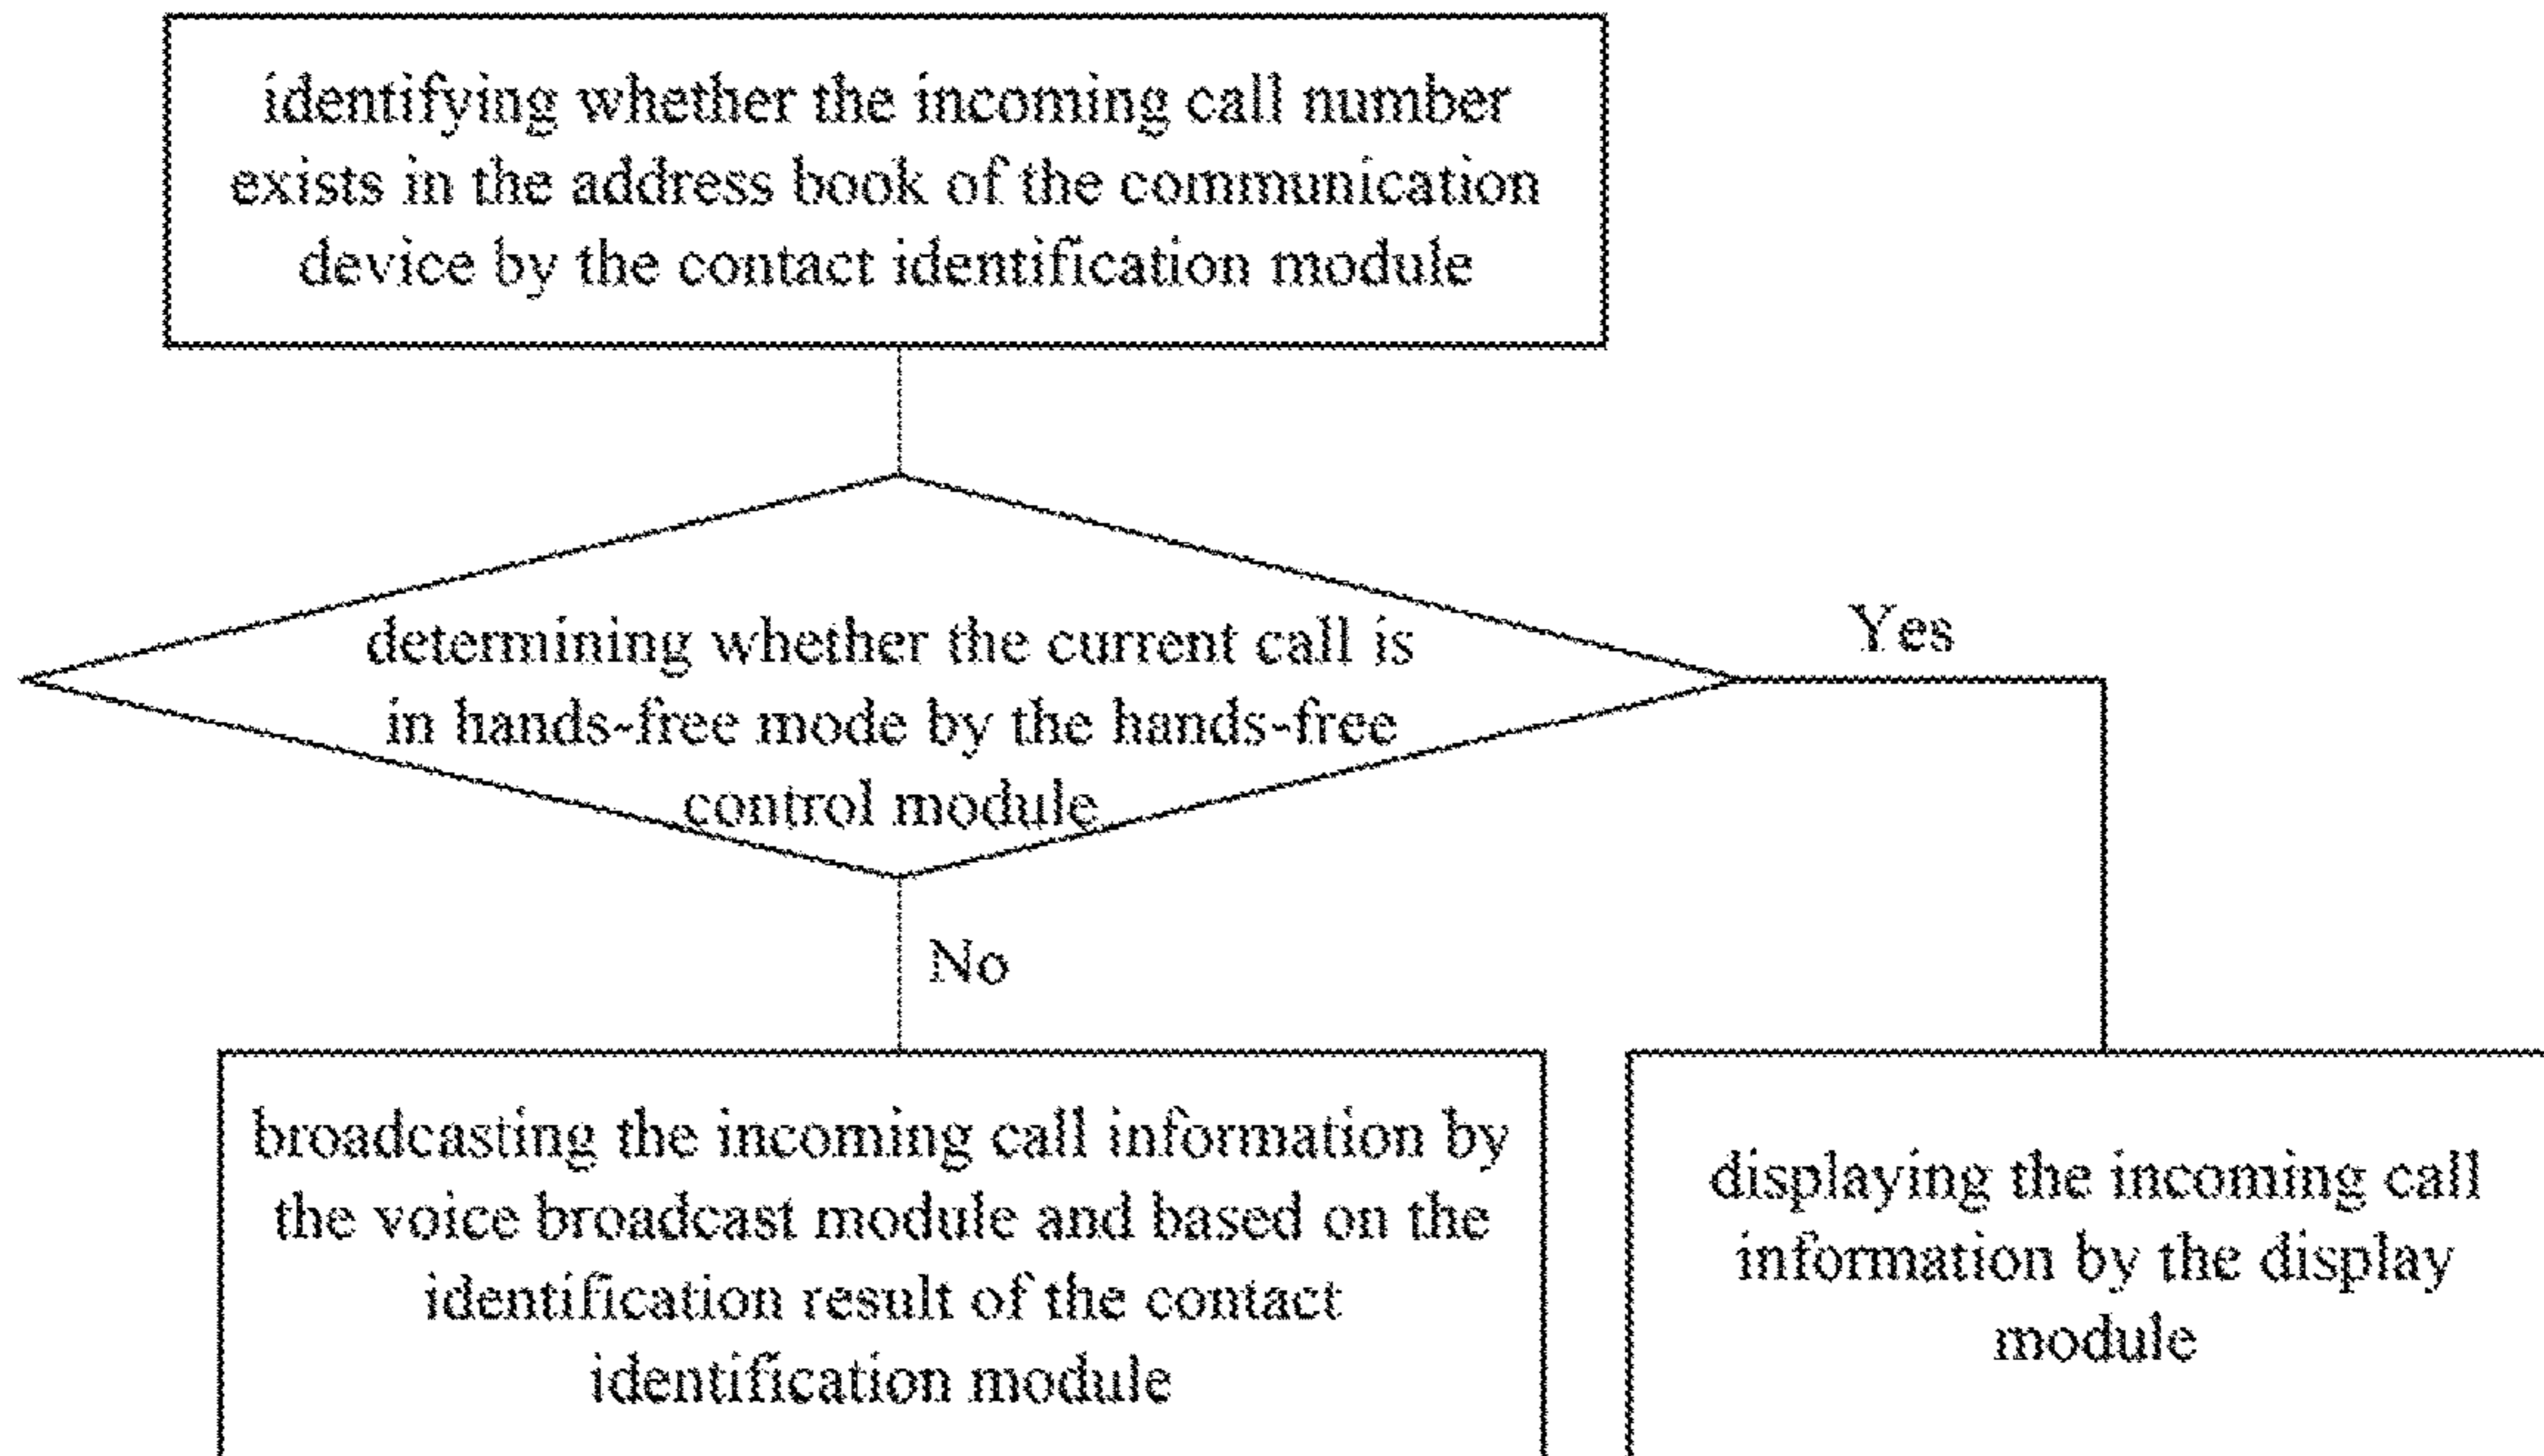 identifying whether the incoming call number
exists in the address book of the communication
device by the contact identification module
determining whether the current call is
in hands-free mode by the hands-free
control module
Yes
No
broadcasting the incoming call information by
the voice broadcast module and based on the
identification result of the contact
identification module
displaying the incoming call
information by the display
module